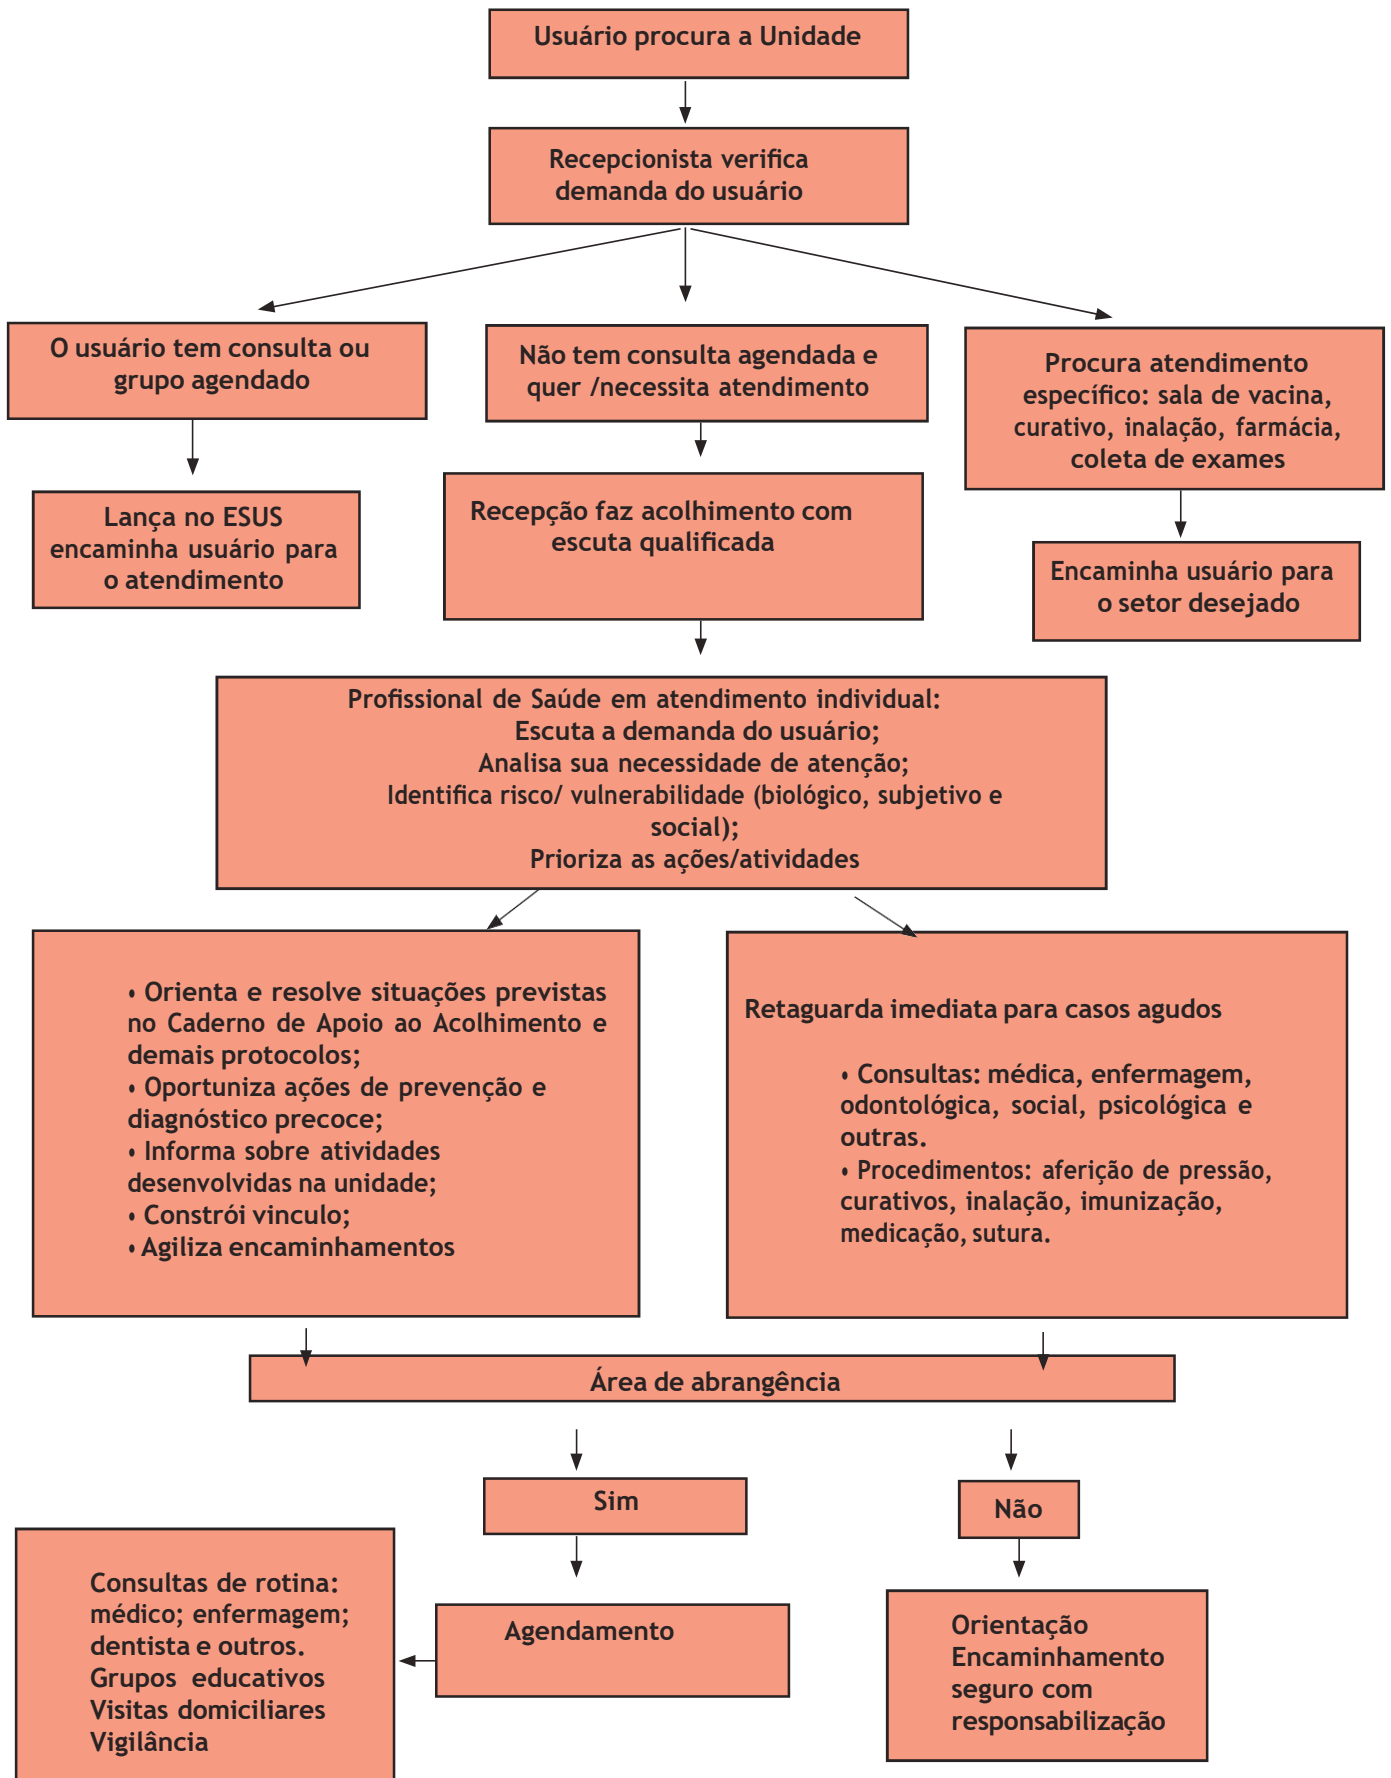 Usuário procura a Unidade
Recepcionista verifica
demanda do usuário
O usuário tem consulta ou
grupo agendado
Não tem consulta agendada e
quer /necessita atendimento
Procura atendimento
específico: sala de vacina,
curativo, inalação, farmácia,
coleta de exames
Lança no ESUS
encaminha usuário para
o atendimento
Recepção faz acolhimento com
escuta qualificada
Encaminha usuário para
o setor desejado
Profissional de Saúde em atendimento individual:
Escuta a demanda do usuário;
Analisa sua necessidade de atenção;
Identifica risco/ vulnerabilidade (biológico, subjetivo e
social);
Prioriza as ações/atividades
• Orienta e resolve situações previstas
no Caderno de Apoio ao Acolhimento e
demais protocolos;
• Oportuniza ações de prevenção e
diagnóstico precoce;
• Informa sobre atividades
desenvolvidas na unidade;
• Constrói vinculo;
• Agiliza encaminhamentos
Retaguarda imediata para casos agudos
• Consultas: médica, enfermagem,
odontológica, social, psicológica e
outras.
• Procedimentos: aferição de pressão,
curativos, inalação, imunização,
medicação, sutura.
Área de abrangência
Sim
Não
Agendamento
Consultas de rotina:
médico; enfermagem;
dentista e outros.
Grupos educativos
Visitas domiciliares
Vigilância
Orientação
Encaminhamento
seguro com
responsabilização